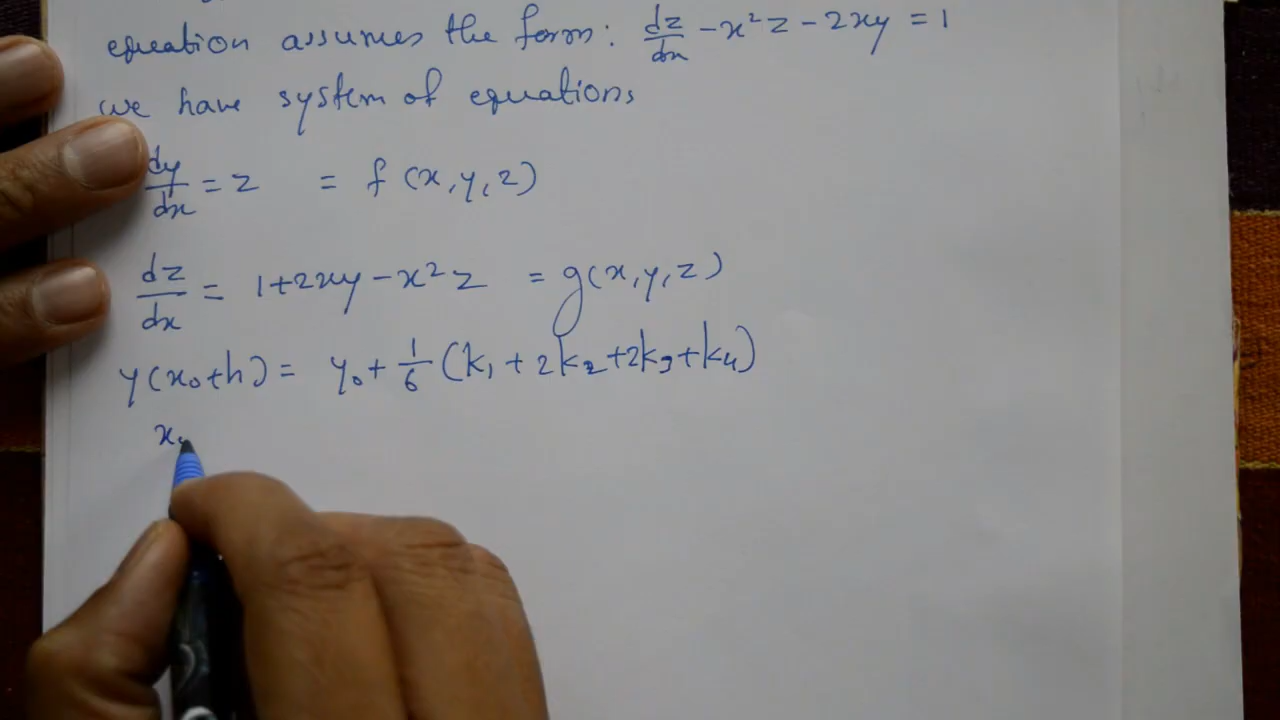 equation assumes the form: dz/dx - x²z - 2xy = 1
we have system of equations
dy/dx = z = f(x, y, z)
dz/dx = 1+2xy - x²z = g(x, y, z)
y(x₀+h) = y₀ + 1/6 (k₁ + 2k₂ + 2k₃ + k₄)
x₀